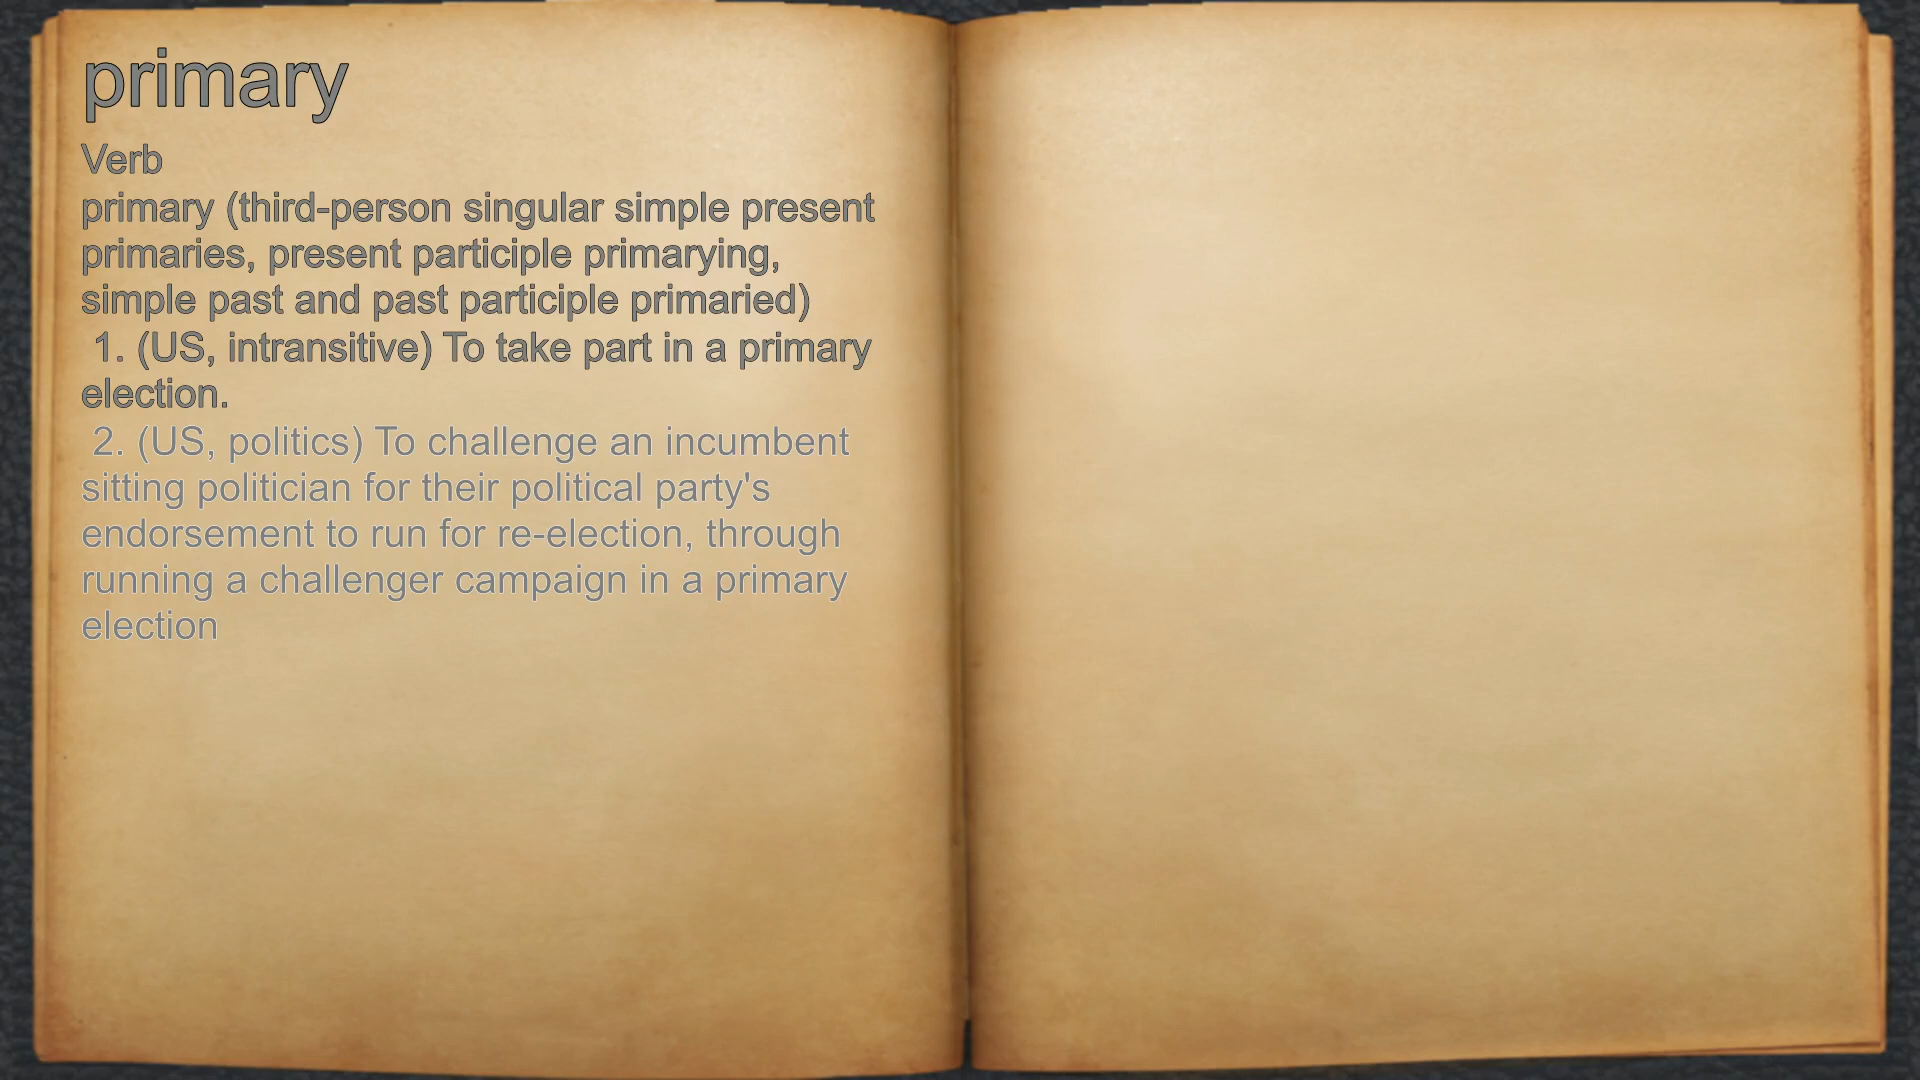 primary
Verb
primary (third-person singular simple present
primaries, present participle primarying,
simple past and past participle primaried)
1. (US, intransitive) To take part in a primary
election.
2. (US, politics) To challenge an incumbent
sitting politician for their political party's
endorsement to run for re-election, through
running a challenger campaign in a primary
election